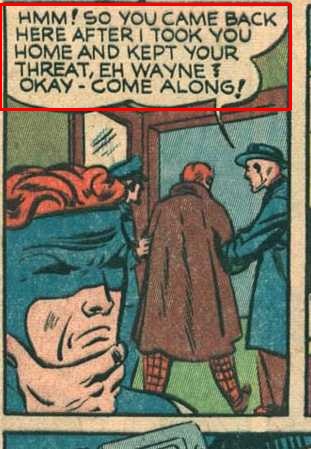 HMM! SO YOU CAME BACK
HERE AFTER I TOOK YOU
HOME AND KEPT YOUR
THREAT, EH WAYNE?
OKAY - COME ALONG!